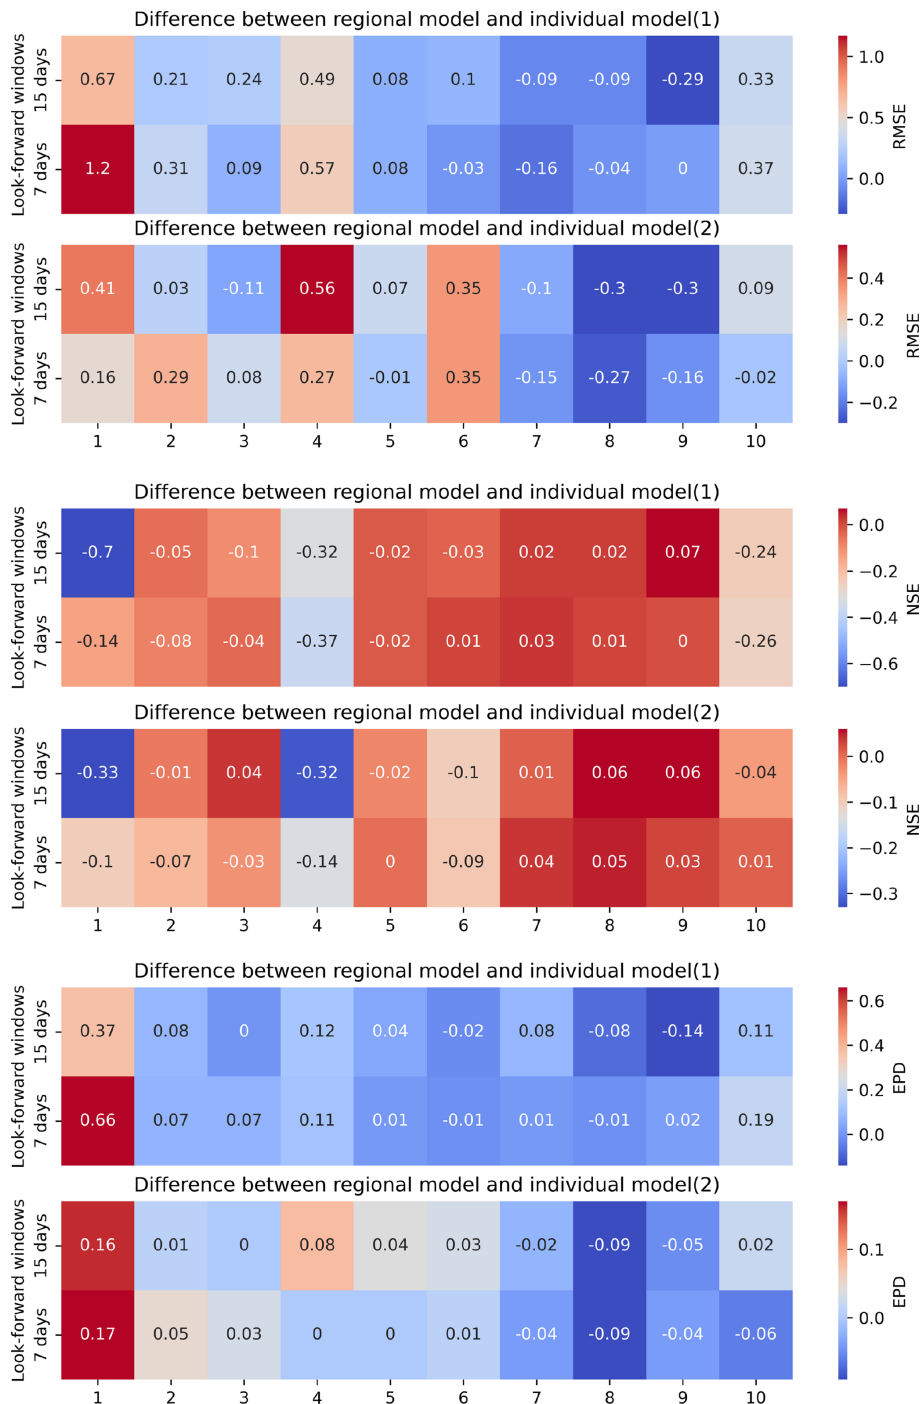 Difference between regional model and individual model(1)
Look-forward windows
15 days
0.67 0.21 0.24 0.49 0.08 0.1 -0.09 -0.09 -0.29 0.33
7 days
1.2 0.31 0.09 0.57 0.08 -0.03 -0.16 -0.04 0 0.37
1.0
0.5
0.0
RMSE
Difference between regional model and individual model(2)
Look-forward windows
15 days
0.41 0.03 -0.11 0.56 0.07 0.35 -0.1 -0.3 -0.3 0.09
7 days
0.16 0.29 0.08 0.27 -0.01 0.35 -0.15 -0.27 -0.16 -0.02
1 2 3 4 5 6 7 8 9 10
0.4
0.2
0.0
−0.2
RMSE
Difference between regional model and individual model(1)
Look-forward windows
15 days
-0.7 -0.05 -0.1 -0.32 -0.02 -0.03 0.02 0.02 0.07 -0.24
7 days
-0.14 -0.08 -0.04 -0.37 -0.02 0.01 0.03 0.01 0 -0.26
0.0
−0.2
−0.4
−0.6
NSE
Difference between regional model and individual model(2)
Look-forward windows
15 days
-0.33 -0.01 0.04 -0.32 -0.02 -0.1 0.01 0.06 0.06 -0.04
7 days
-0.1 -0.07 -0.03 -0.14 0 -0.09 0.04 0.05 0.03 0.01
1 2 3 4 5 6 7 8 9 10
0.0
−0.1
−0.2
−0.3
NSE
Difference between regional model and individual model(1)
Look-forward windows
15 days
0.37 0.08 0 0.12 0.04 -0.02 0.08 -0.08 -0.14 0.11
7 days
0.66 0.07 0.07 0.11 0.01 -0.01 0.01 -0.01 0.02 0.19
0.6
0.4
0.2
0.0
EPD
Difference between regional model and individual model(2)
Look-forward windows
15 days
0.16 0.01 0 0.08 0.04 0.03 -0.02 -0.09 -0.05 0.02
7 days
0.17 0.05 0.03 0 0 0.01 -0.04 -0.09 -0.04 -0.06
1 2 3 4 5 6 7 8 9 10
0.1
0.0
EPD